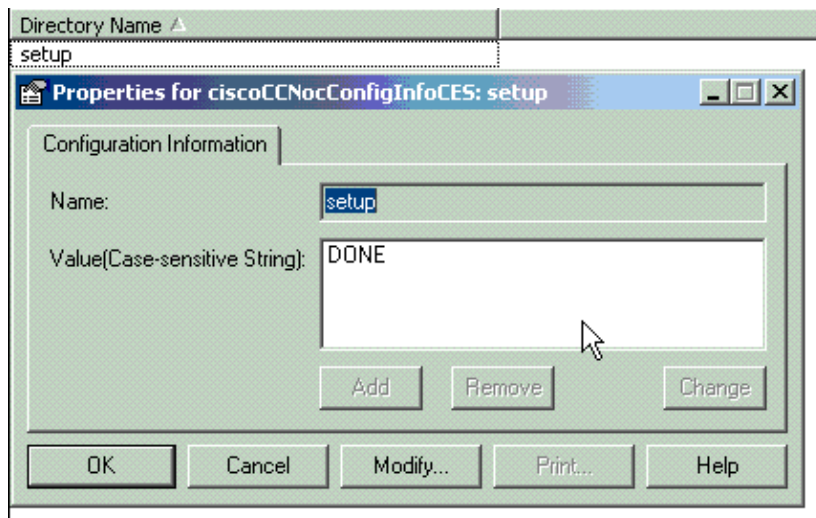 Directory Name
setup
Properties for ciscoCCNocConfigInfoCES: setup
Configuration Information
Name: setup
Value(Case-sensitive String): DONE
Add Remove Change
OK Cancel Modify... Print... Help